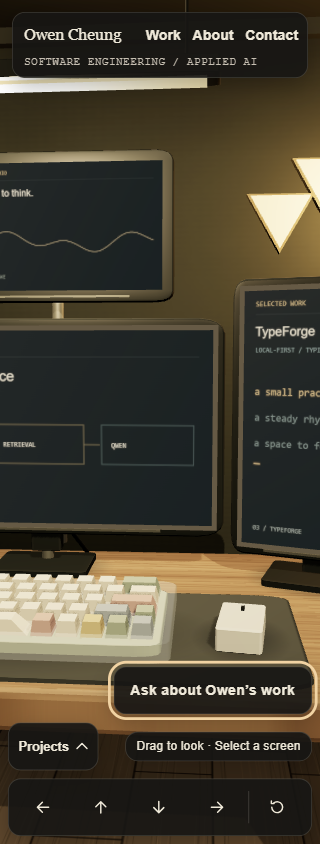 Owen Cheung
Work About Contact
SOFTWARE ENGINEERING / APPLIED AI
to think.
SELECTED WORK
TypeForge
LOCAL-FIRST / TYPI
a small prac
a steady rhy
a space to f
03 / TYPEFORGE
ce
RETRIEVAL
QWEN
Ask about Owen's work
Projects
Drag to look · Select a screen